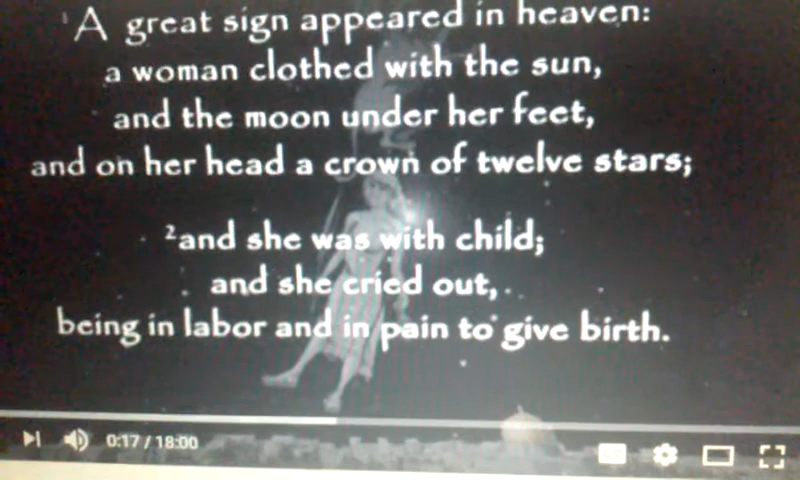 ¹A great sign appeared in heaven:
a woman clothed with the sun,
and the moon under her feet,
and on her head a crown of twelve stars;
²and she was with child;
and she cried out,
being in labor and in pain to give birth.
0:17 / 18:00